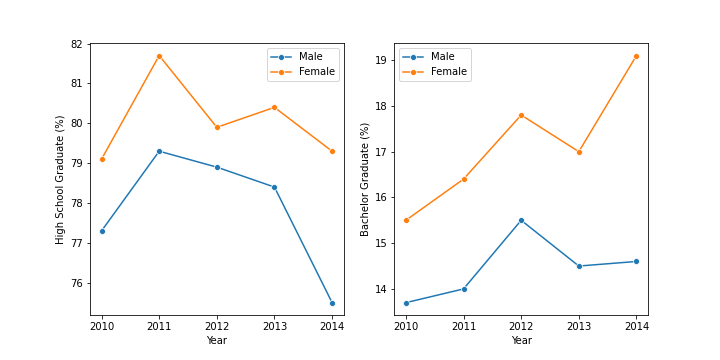 82
81
80
79
78
77
76
High School Graduate (%)
Male
Female
2010 2011 2012 2013 2014
Year
19
18
17
16
15
14
Bachelor Graduate (%)
Male
Female
2010 2011 2012 2013 2014
Year